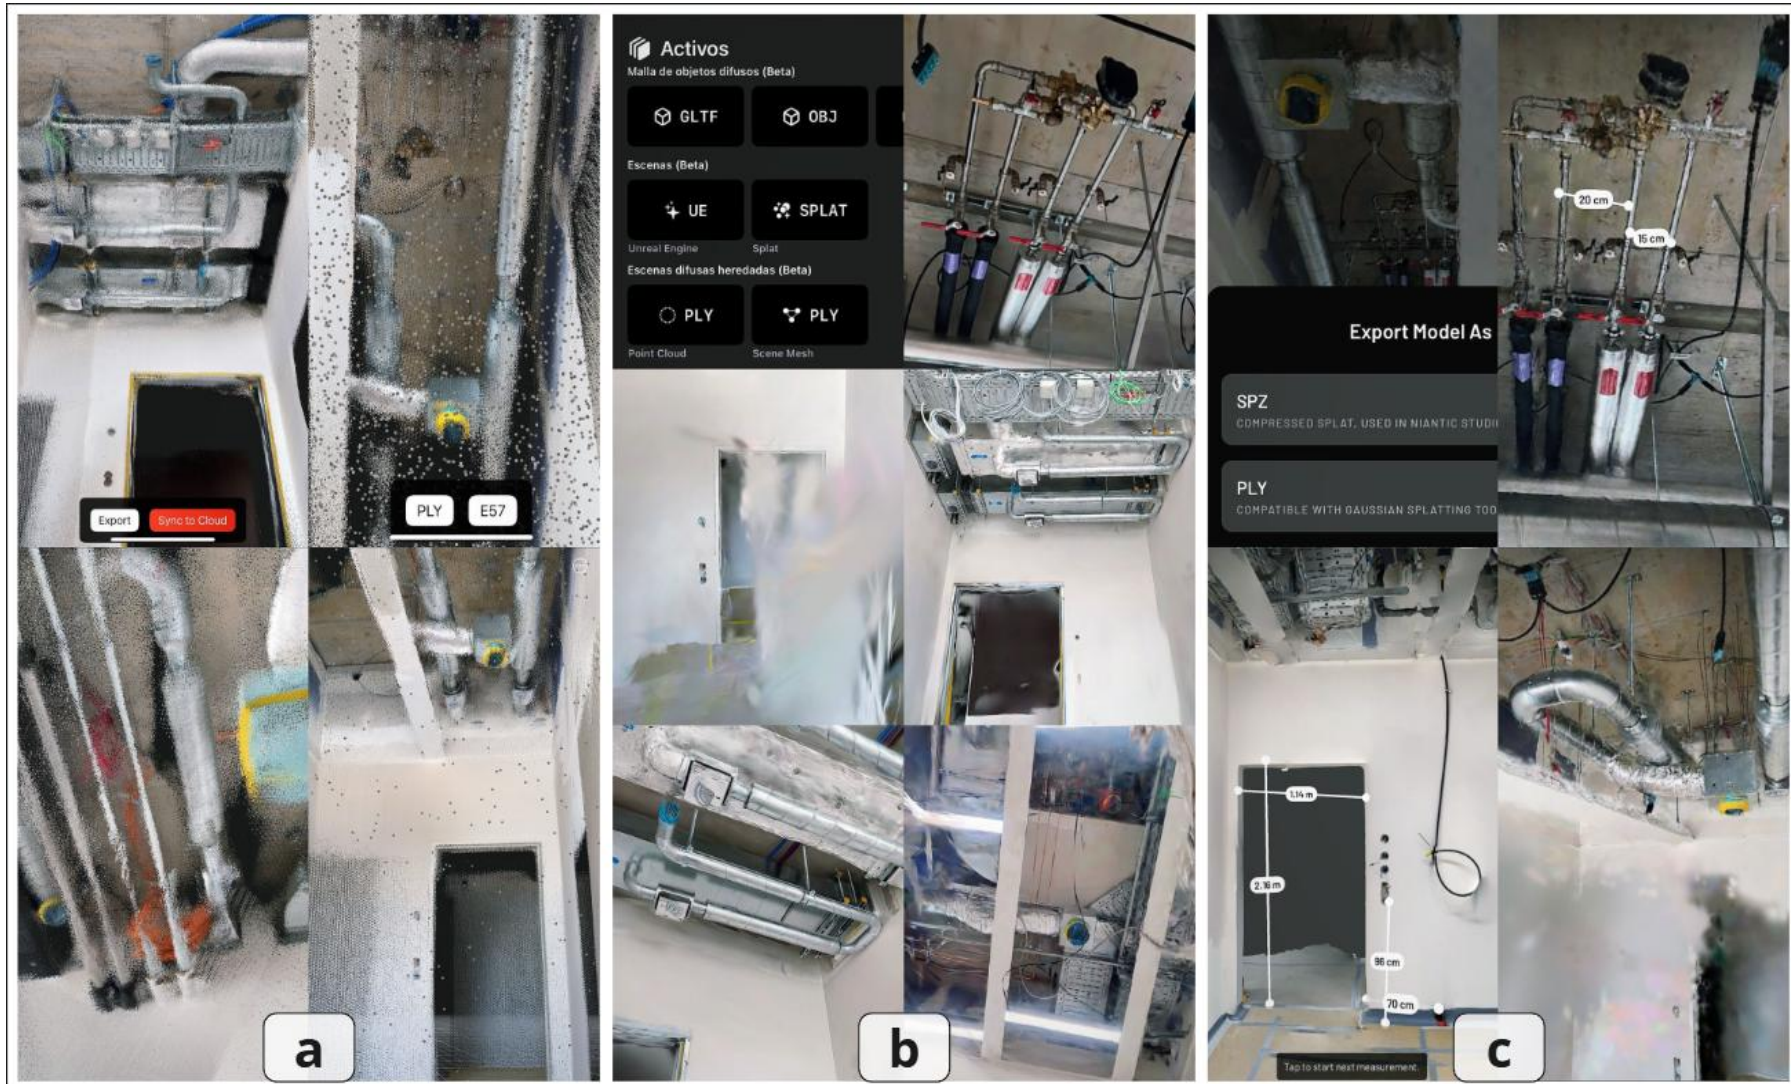 Export
Sync to Cloud
PLY
E57
a
Activos
Malla de objetos difusos (Beta)
GLTF
OBJ
Escenas (Beta)
UE
SPLAT
Unreal Engine
Splat
Escenas difusas heredadas (Beta)
PLY
PLY
Point Cloud
Scene Mesh
b
Export Model As
SPZ
COMPRESSED SPLAT, USED IN NIANTIC STUDI
PLY
COMPATIBLE WITH GAUSSIAN SPLATTING TOO
20 cm
15 cm
1.14 m
2.16 m
96 cm
70 cm
Tap to start next measurement.
c